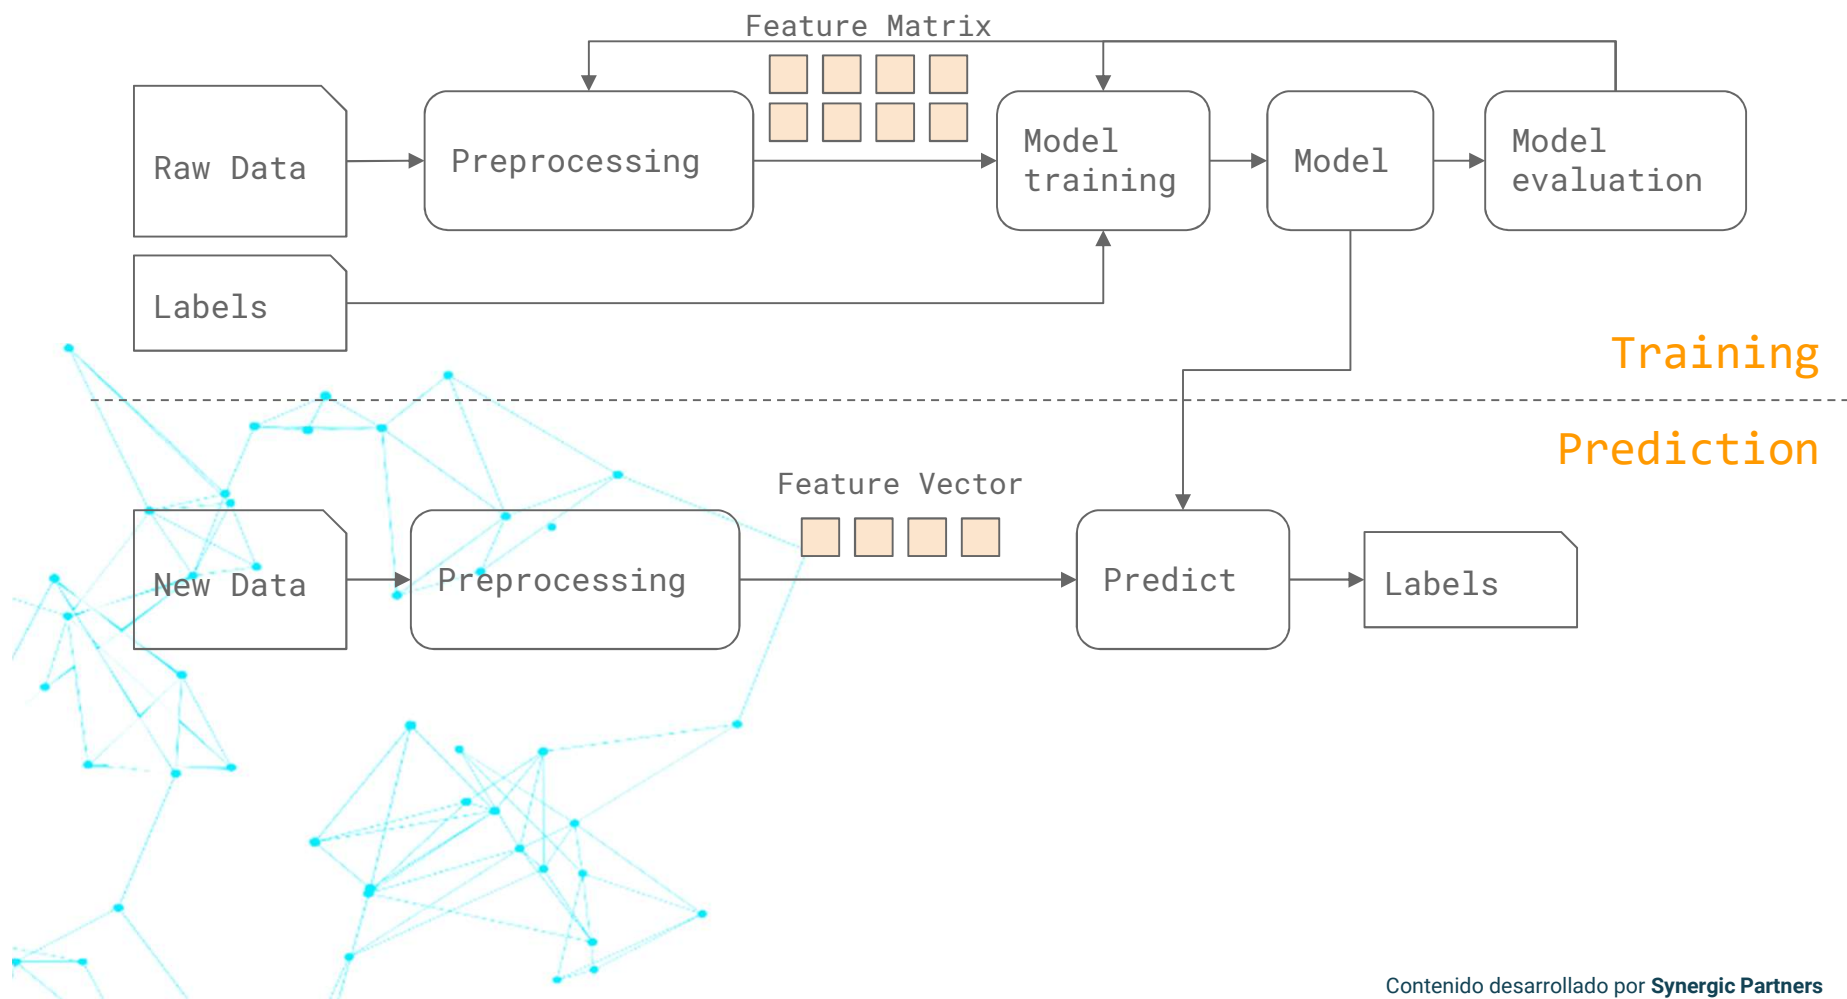 Feature Matrix
Raw Data
Preprocessing
Model
training
Model
Model
evaluation
Labels
Training
Prediction
Feature Vector
New Data
Preprocessing
Predict
Labels
Contenido desarrollado por Synergic Partners